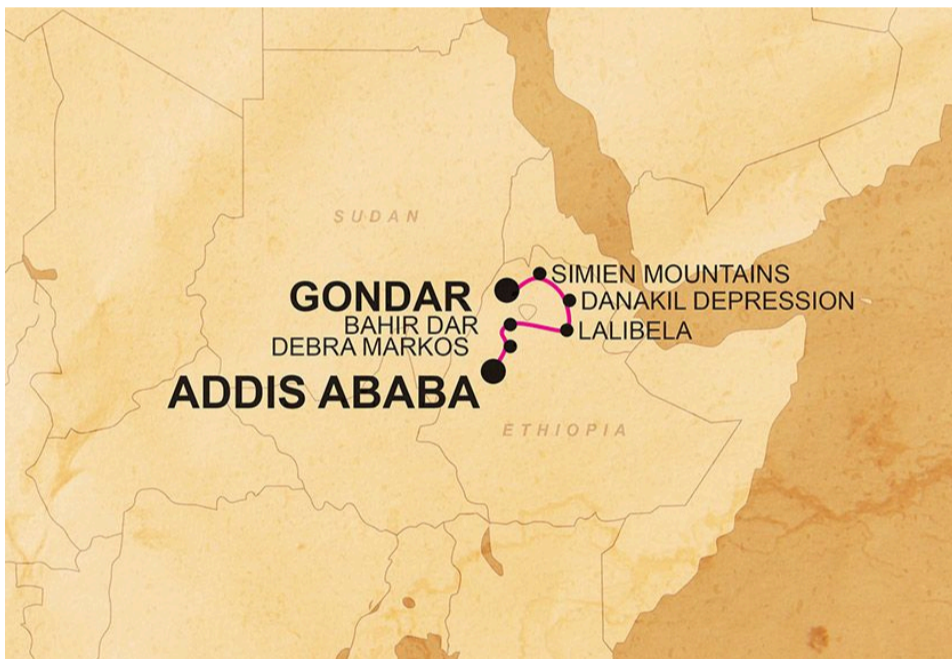 SUDAN
SIMIEN MOUNTAINS
GONDAR
DANAKIL DEPRESSION
BAHIR DAR
LALIBELA
DEBRA MARKOS
ADDIS ABABA
ETHIOPIA